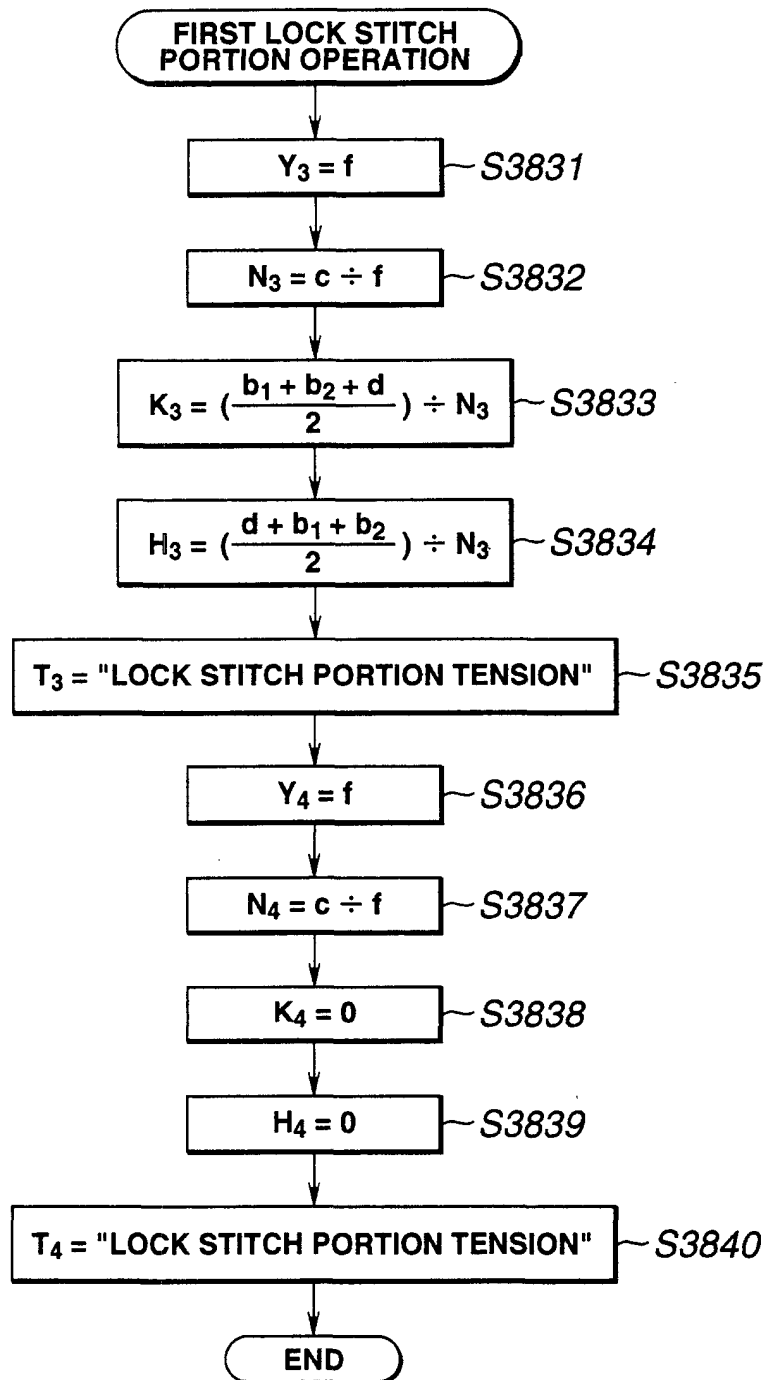 FIRST LOCK STITCH
PORTION OPERATION
Y₃ = f
S3831
N₃ = c ÷ f
S3832
K₃ = (b₁ + b₂ + d / 2) ÷ N₃
S3833
H₃ = (d + b₁ + b₂ / 2) ÷ N₃
S3834
T₃ = "LOCK STITCH PORTION TENSION"
S3835
Y₄ = f
S3836
N₄ = c ÷ f
S3837
K₄ = 0
S3838
H₄ = 0
S3839
T₄ = "LOCK STITCH PORTION TENSION"
S3840
END